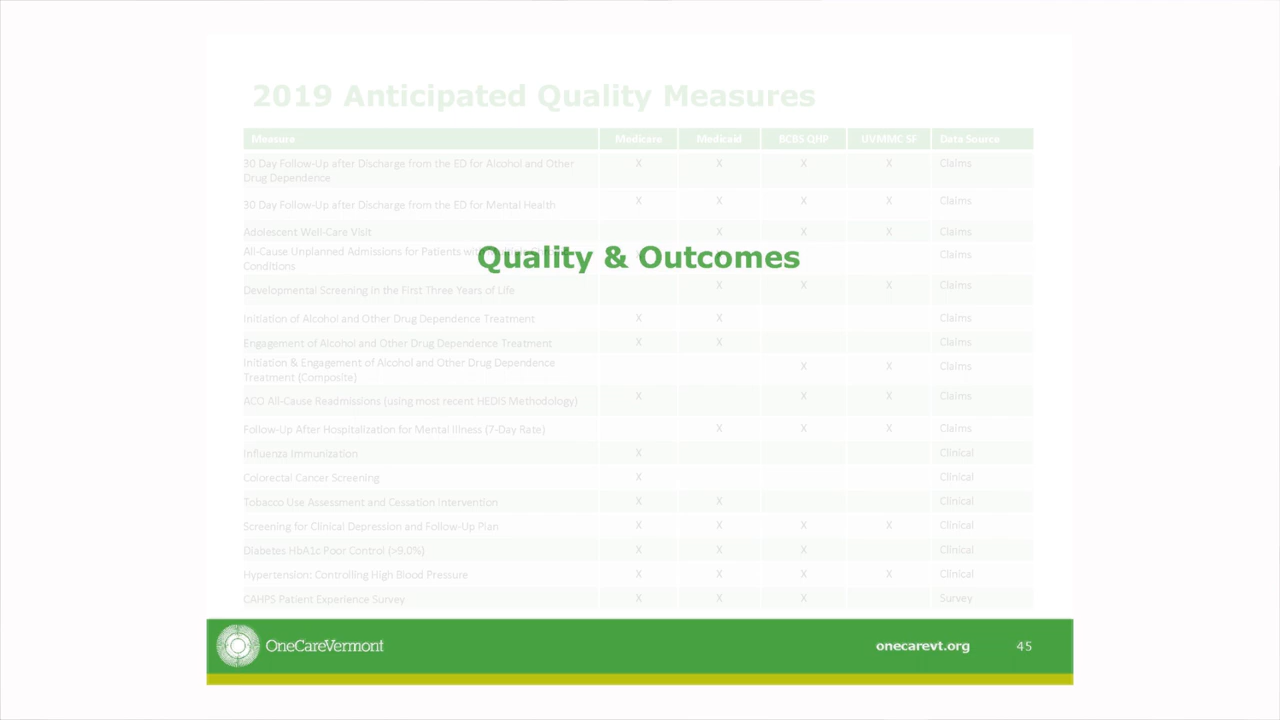 2019 Anticipated Quality Measures
Measure Medicare Medicaid BCBS QHP UVMMC SF Data Source
30 Day Follow-Up after Discharge from the ED for Alcohol and Other X X X X Claims
Drug Dependence
30 Day Follow-Up after Discharge from the ED for Mental Health X X X X Claims
Adolescent Well-Care Visit X X X Claims
All-Cause Unplanned Admissions for Patients with Claims
Conditions
Quality & Outcomes
Developmental Screening in the First Three Years of Life X X X Claims
Initiation of Alcohol and Other Drug Dependence Treatment X X Claims
Engagement of Alcohol and Other Drug Dependence Treatment X X Claims
Initiation & Engagement of Alcohol and Other Drug Dependence X X Claims
Treatment (Composite)
ACO All-Cause Readmissions (using most recent HEDIS Methodology) X X X Claims
Follow-Up After Hospitalization for Mental Illness (7-Day Rate) X X X Claims
Influenza Immunization X Clinical
Colorectal Cancer Screening X Clinical
Tobacco Use Assessment and Cessation Intervention X X Clinical
Screening for Clinical Depression and Follow-Up Plan X X X X Clinical
Diabetes HbA1c Poor Control (>9.0%) X X X Clinical
Hypertension: Controlling High Blood Pressure X X X X Clinical
CAHPS Patient Experience Survey X X X Survey
OneCareVermont onecarevt.org 45